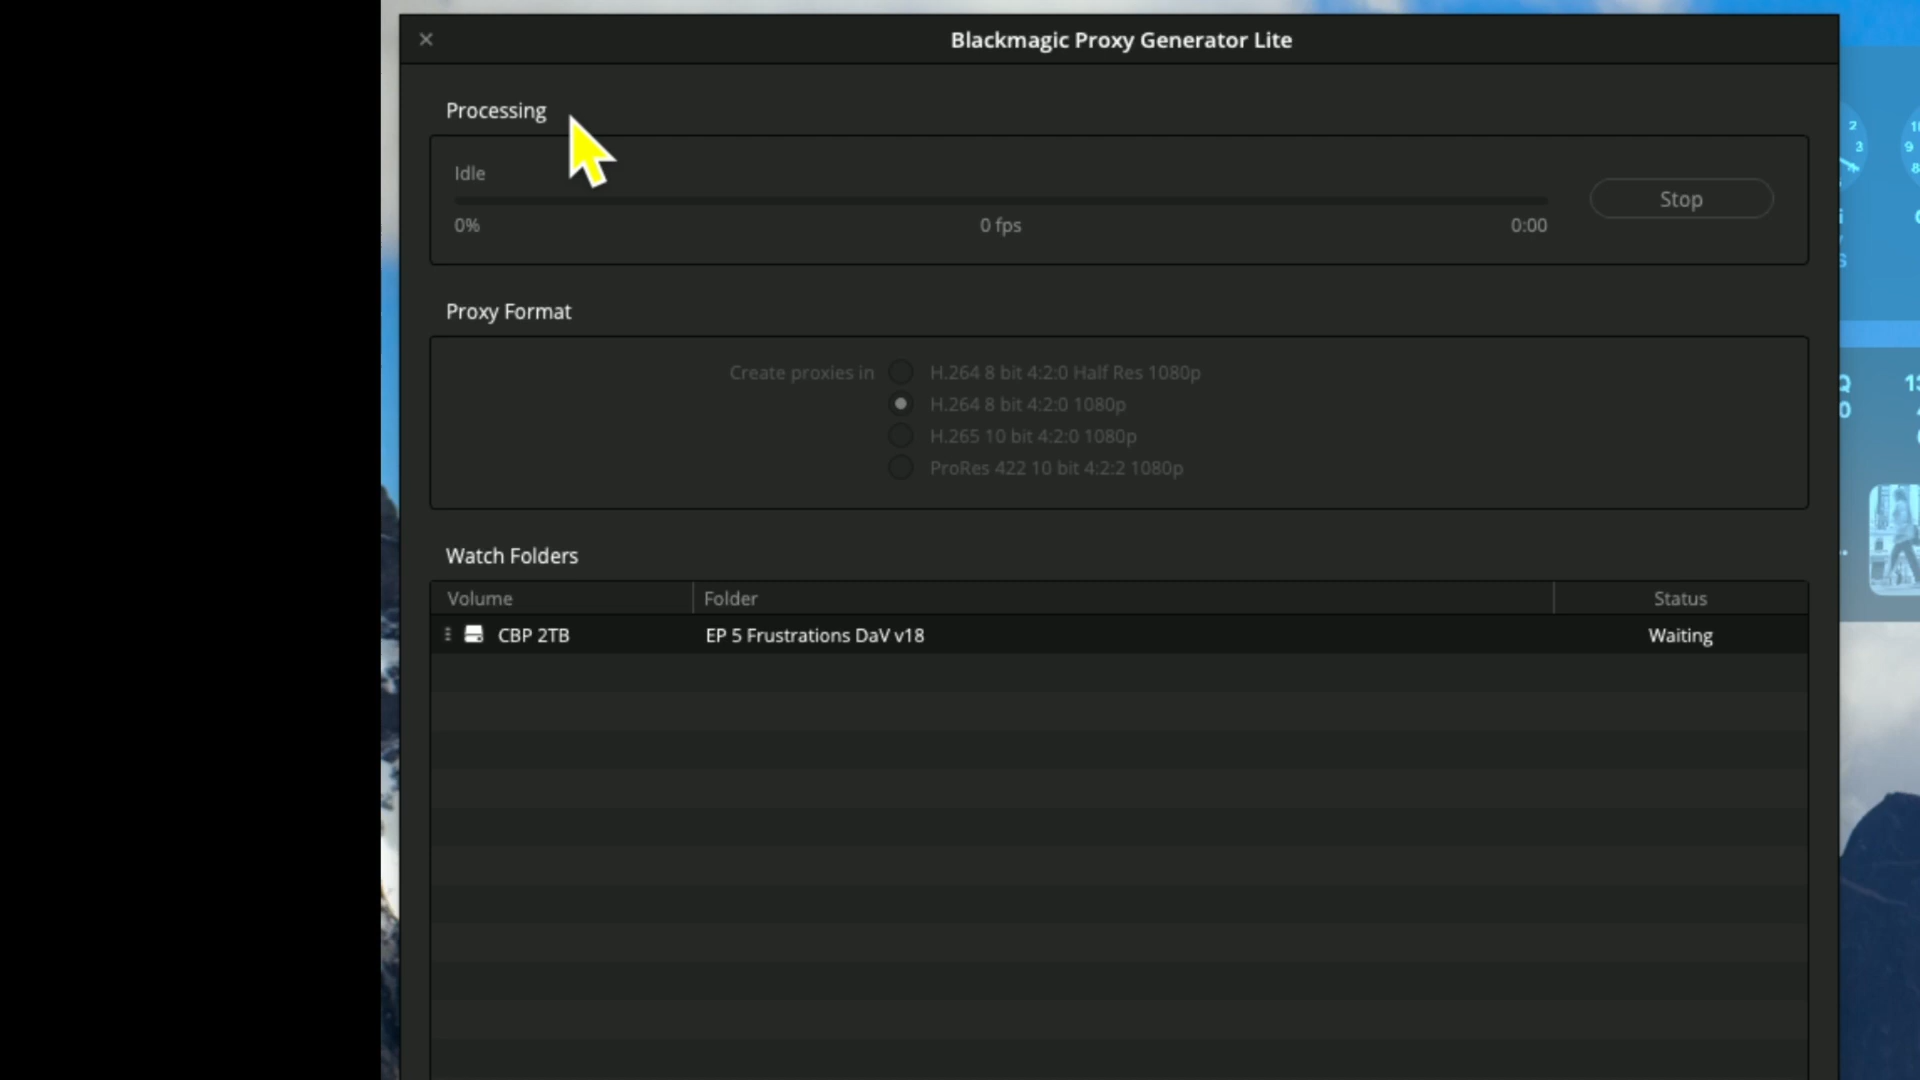 Blackmagic Proxy Generator Lite
Processing
Idle
Stop
0% 0 fps 0:00
Proxy Format
Create proxies in H.264 8 bit 4:2:0 Half Res 1080p
H.264 8 bit 4:2:0 1080p
H.265 10 bit 4:2:0 1080p
ProRes 422 10 bit 4:2:2 1080p
Watch Folders
Volume Folder Status
CBP 2TB EP 5 Frustrations DaV v18 Waiting